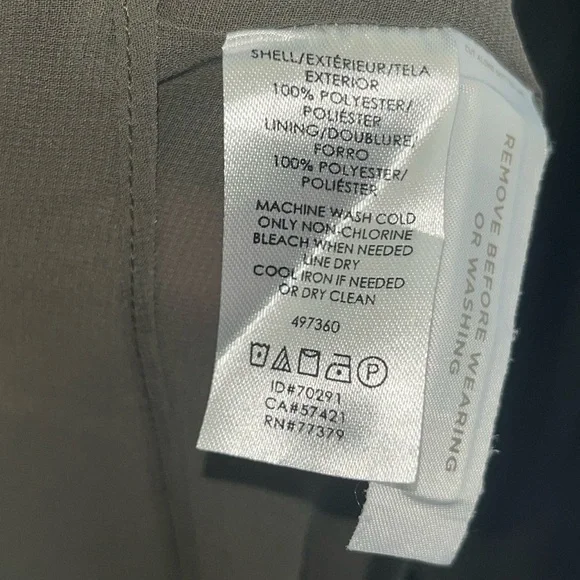 SHELL/EXTÉRIEUR/TELA
EXTERIOR
100% POLYESTER/
POLIÉSTER
LINING/DOUBLURE/
FORRO
100% POLYESTER/
POLIÉSTER
MACHINE WASH COLD
ONLY NON-CHLORINE
BLEACH WHEN NEEDED
LINE DRY
COOL IRON IF NEEDED
OR DRY CLEAN
497360
P
ID#70291
CA#57421
RN#77379
REMOVE BEFORE WEARING
OR WASHING